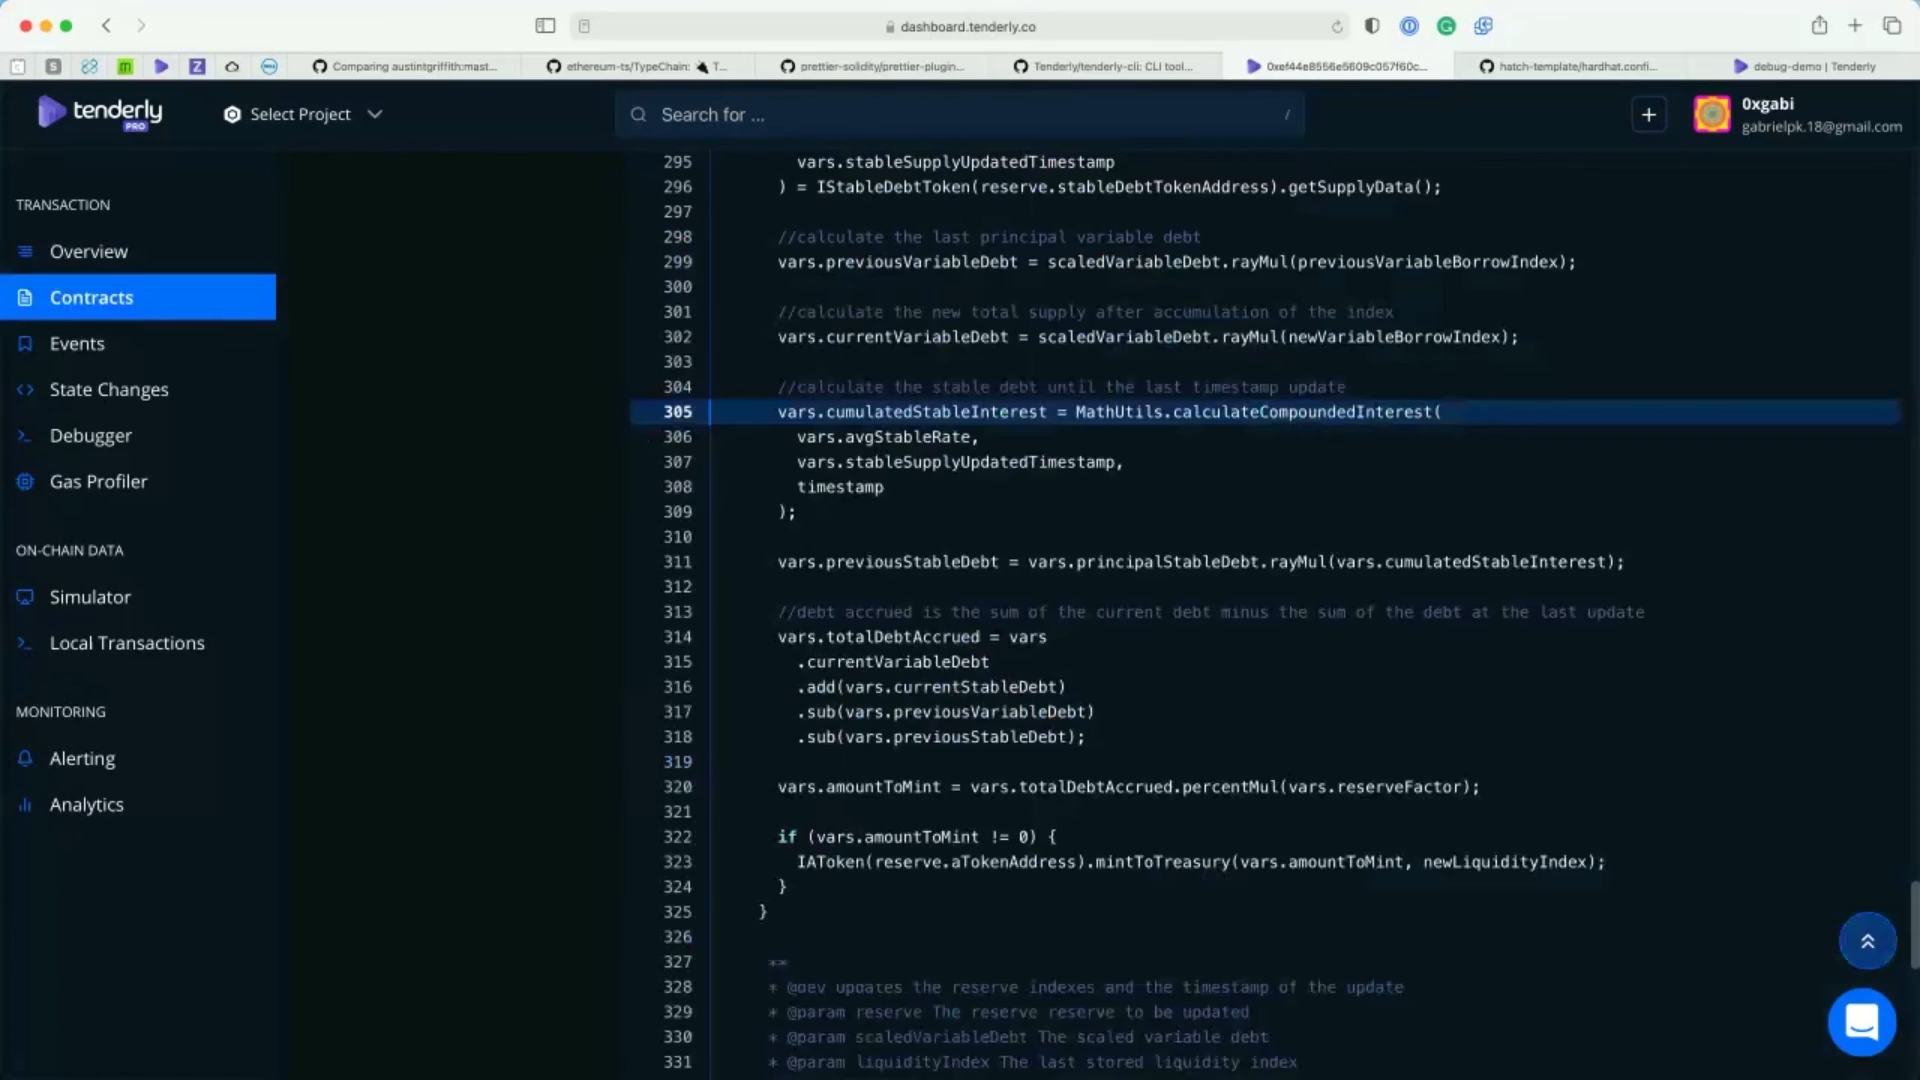 dashboard.tenderly.co
Comparing austintgriffith:mast...
ethereum-ts/TypeChain: 🔌 T...
prettier-solidity/prettier-plugin...
Tenderly/tenderly-cli: CLI tool...
0xef44e8556e5609c057f60c...
hatch-template/hardhat.confi...
debug-demo | Tenderly
tenderly
PRO
Select Project
Search for ...
/
0xgabi
gabrielpk.18@gmail.com
TRANSACTION
Overview
Contracts
Events
State Changes
Debugger
Gas Profiler
ON-CHAIN DATA
Simulator
Local Transactions
MONITORING
Alerting
Analytics
295 vars.stableSupplyUpdatedTimestamp
296 ) = IStableDebtToken(reserve.stableDebtTokenAddress).getSupplyData();
297
298 //calculate the last principal variable debt
299 vars.previousVariableDebt = scaledVariableDebt.rayMul(previousVariableBorrowIndex);
300
301 //calculate the new total supply after accumulation of the index
302 vars.currentVariableDebt = scaledVariableDebt.rayMul(newVariableBorrowIndex);
303
304 //calculate the stable debt until the last timestamp update
305 vars.cumulatedStableInterest = MathUtils.calculateCompoundedInterest(
306 vars.avgStableRate,
307 vars.stableSupplyUpdatedTimestamp,
308 timestamp
309 );
310
311 vars.previousStableDebt = vars.principalStableDebt.rayMul(vars.cumulatedStableInterest);
312
313 //debt accrued is the sum of the current debt minus the sum of the debt at the last update
314 vars.totalDebtAccrued = vars
315 .currentVariableDebt
316 .add(vars.currentStableDebt)
317 .sub(vars.previousVariableDebt)
318 .sub(vars.previousStableDebt);
319
320 vars.amountToMint = vars.totalDebtAccrued.percentMul(vars.reserveFactor);
321
322 if (vars.amountToMint != 0) {
323 IAToken(reserve.aTokenAddress).mintToTreasury(vars.amountToMint, newLiquidityIndex);
324 }
325 }
326
327 **
328 * @dev updates the reserve indexes and the timestamp of the update
329 * @param reserve The reserve reserve to be updated
330 * @param scaledVariableDebt The scaled variable debt
331 * @param liquidityIndex The last stored liquidity index